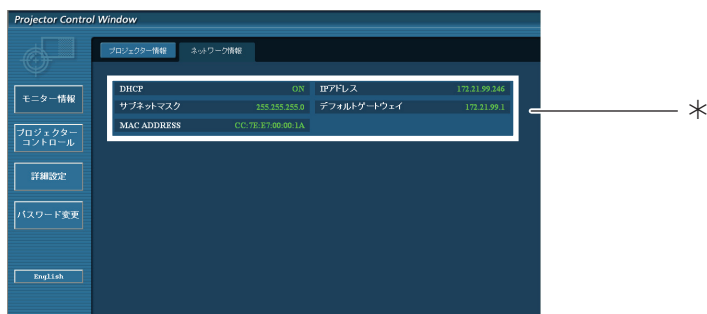 Projector Control Window
プロジェクター情報 ネットワーク情報
DHCP ON IPアドレス 172.21.99.246
サブネットマスク 255.255.255.0 デフォルトゲートウェイ 172.21.99.1
MAC ADDRESS CC:7E:E7:00:00:1A
モニター情報
プロジェクター
コントロール
詳細設定
パスワード変更
English
＊